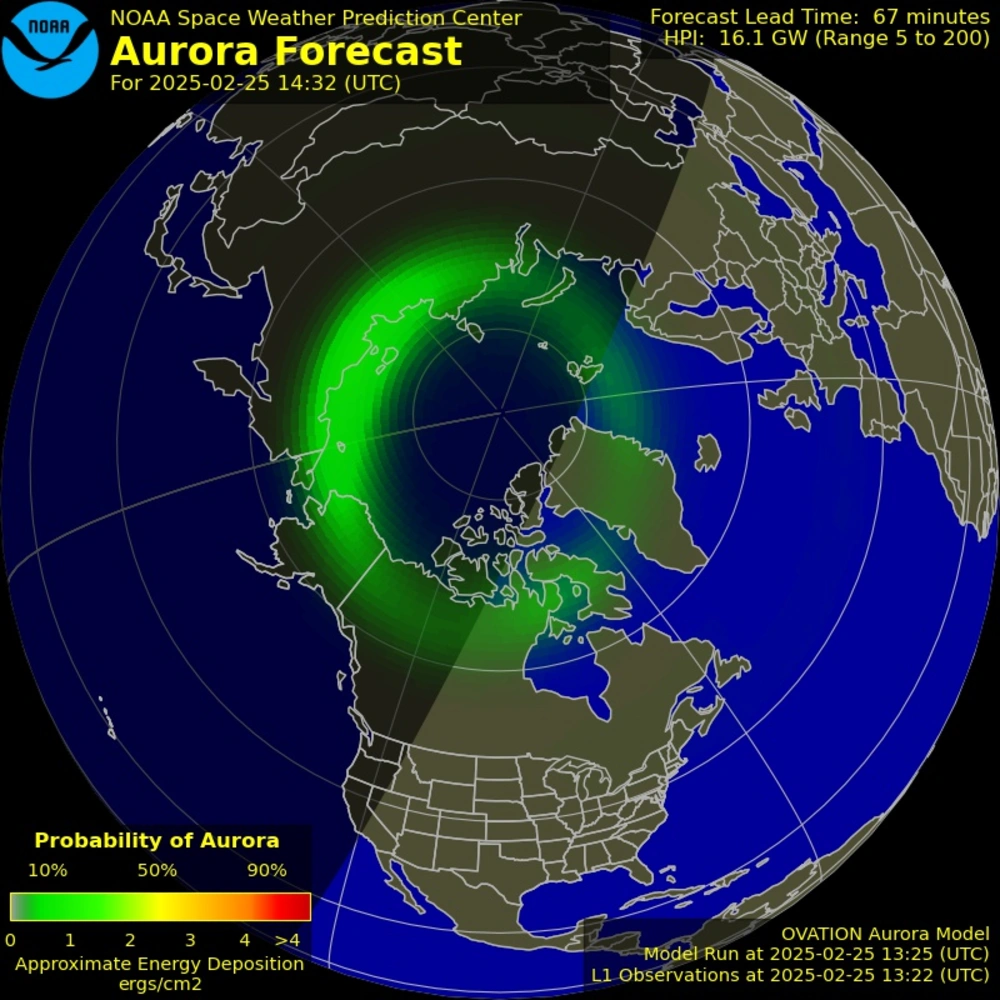 NOAA
NOAA Space Weather Prediction Center
Aurora Forecast
For 2025-02-25 14:32 (UTC)
Forecast Lead Time: 67 minutes
HPI: 16.1 GW (Range 5 to 200)
Probability of Aurora
10% 50% 90%
0 1 2 3 4 >4
Approximate Energy Deposition
ergs/cm2
OVATION Aurora Model
Model Run at 2025-02-25 13:25 (UTC)
L1 Observations at 2025-02-25 13:22 (UTC)